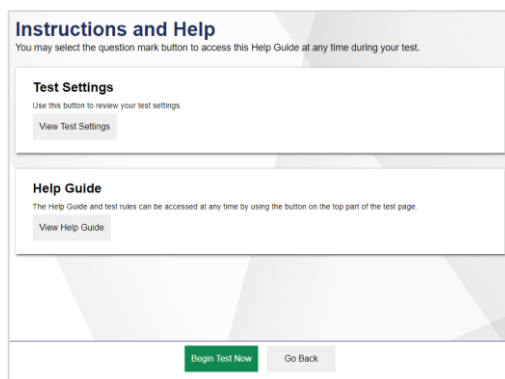 Instructions and Help
You may select the question mark button to access this Help Guide at any time during your test.
Test Settings
Use this button to review your test settings.
View Test Settings
Help Guide
The Help Guide and test rules can be accessed at any time by using the button on the top part of the test page.
View Help Guide
Begin Test Now
Go Back